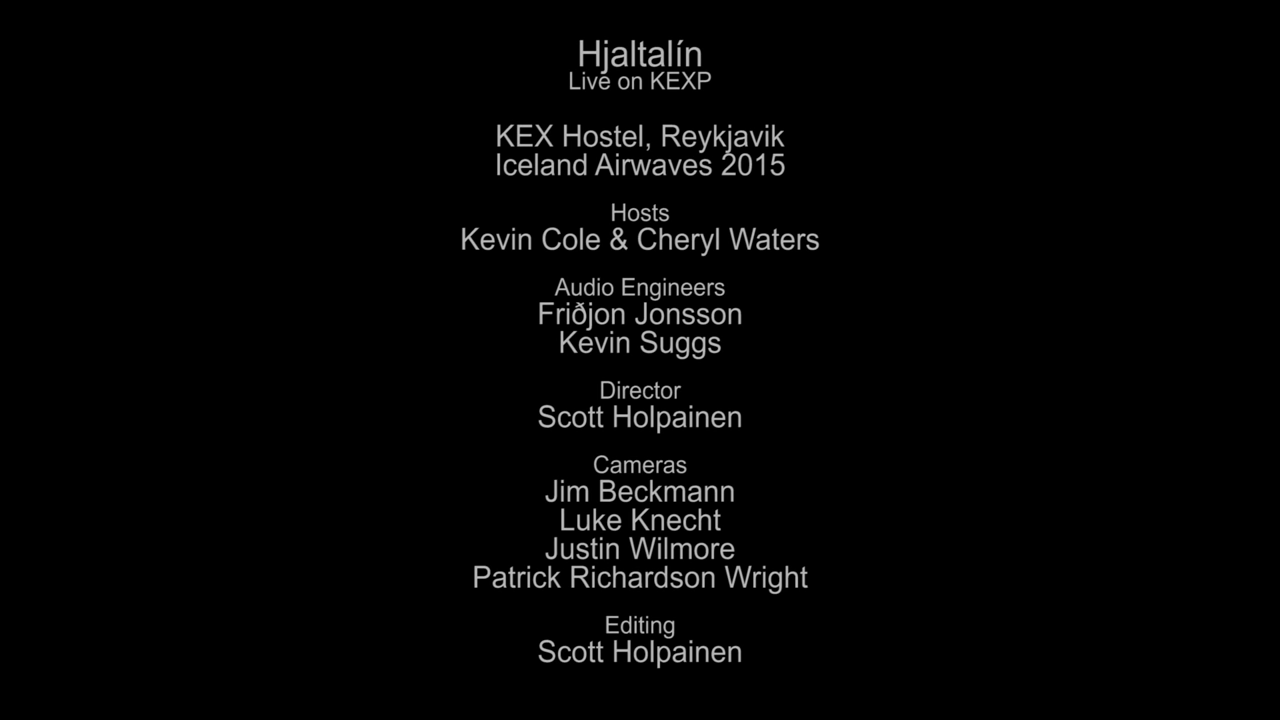 Hjaltalín
Live on KEXP
KEX Hostel, Reykjavik
Iceland Airwaves 2015
Hosts
Kevin Cole & Cheryl Waters
Audio Engineers
Friðjon Jonsson
Kevin Suggs
Director
Scott Holpainen
Cameras
Jim Beckmann
Luke Knecht
Justin Wilmore
Patrick Richardson Wright
Editing
Scott Holpainen